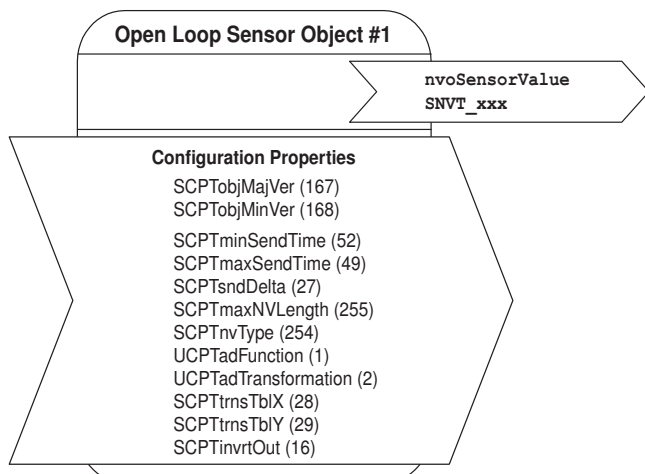 Open Loop Sensor Object #1
nvoSensorValue
SNVT_xxx
Configuration Properties
SCPTobjMajVer (167)
SCPTobjMinVer (168)
SCPTminSendTime (52)
SCPTmaxSendTime (49)
SCPTsndDelta (27)
SCPTmaxNVLength (255)
SCPTnvType (254)
UCPTadFunction (1)
UCPTadTransformation (2)
SCPTtrnsTblX (28)
SCPTtrnsTblY (29)
SCPTinvrtOut (16)